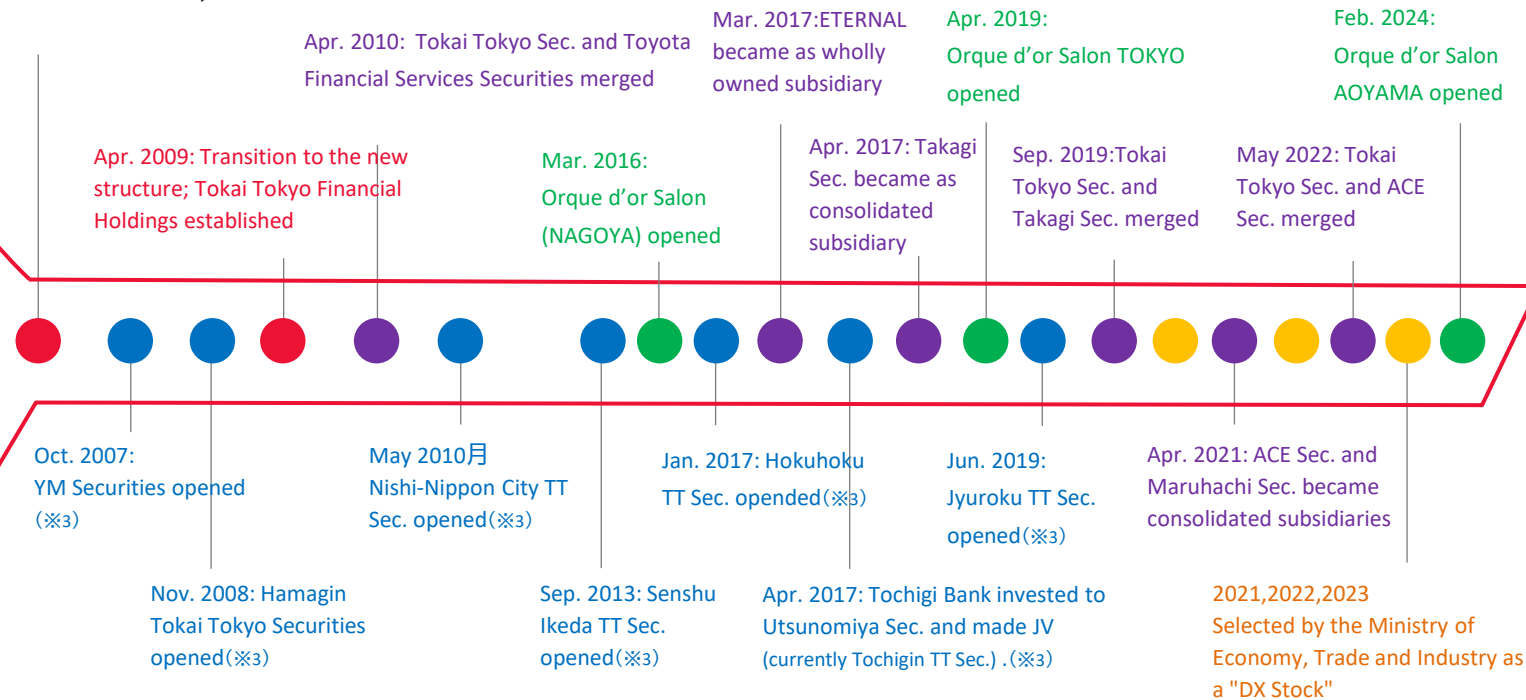 Apr. 2010: Tokai Tokyo Sec. and Toyota
Financial Services Securities merged
Mar. 2017:ETERNAL
became as wholly
owned subsidiary
Apr. 2019:
Orque d’or Salon TOKYO
opened
Feb. 2024:
Orque d’or Salon
AOYAMA opened
Apr. 2009: Transition to the new
structure; Tokai Tokyo Financial
Holdings established
Mar. 2016:
Orque d’or Salon
(NAGOYA) opened
Apr. 2017: Takagi
Sec. became as
consolidated
subsidiary
Sep. 2019:Tokai
Tokyo Sec. and
Takagi Sec. merged
May 2022: Tokai
Tokyo Sec. and ACE
Sec. merged
Oct. 2007:
YM Securities opened
(※3)
May 2010月
Nishi-Nippon City TT
Sec. opened(※3)
Jan. 2017: Hokuhoku
TT Sec. opended(※3)
Jun. 2019:
Jyuroku TT Sec.
opened(※3)
Apr. 2021: ACE Sec. and
Maruhachi Sec. became
consolidated subsidiaries
Nov. 2008: Hamagin
Tokai Tokyo Securities
opened(※3)
Sep. 2013: Senshu
Ikeda TT Sec.
opened(※3)
Apr. 2017: Tochigi Bank invested to
Utsunomiya Sec. and made JV
(currently Tochigin TT Sec.) .(※3)
2021,2022,2023
Selected by the Ministry of
Economy, Trade and Industry as
a "DX Stock"